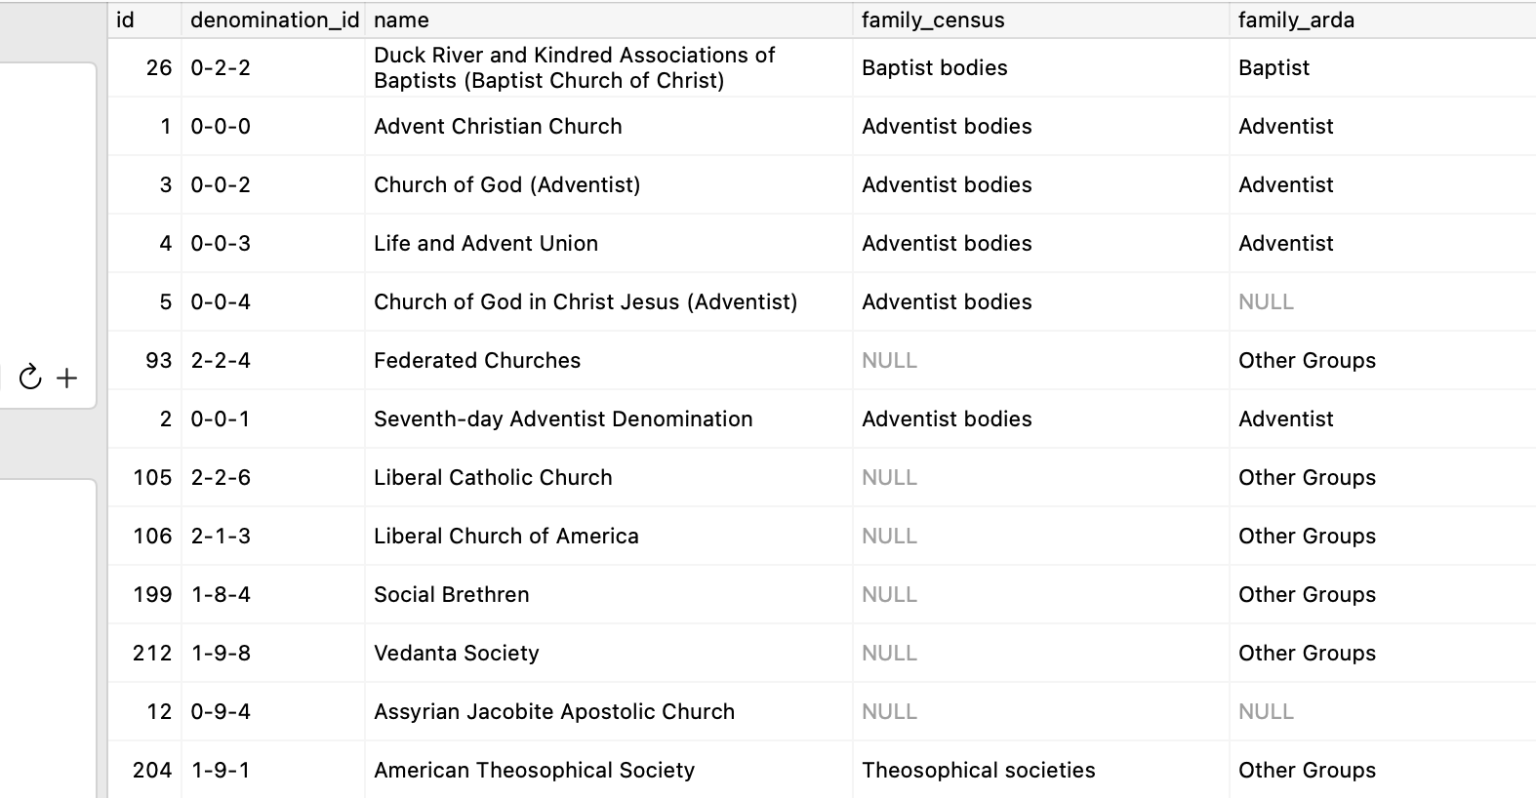 id denomination_id name family_census family_arda
26 0-2-2 Duck River and Kindred Associations of
Baptists (Baptist Church of Christ) Baptist bodies Baptist
1 0-0-0 Advent Christian Church Adventist bodies Adventist
3 0-0-2 Church of God (Adventist) Adventist bodies Adventist
4 0-0-3 Life and Advent Union Adventist bodies Adventist
5 0-0-4 Church of God in Christ Jesus (Adventist) Adventist bodies NULL
93 2-2-4 Federated Churches NULL Other Groups
2 0-0-1 Seventh-day Adventist Denomination Adventist bodies Adventist
105 2-2-6 Liberal Catholic Church NULL Other Groups
106 2-1-3 Liberal Church of America NULL Other Groups
199 1-8-4 Social Brethren NULL Other Groups
212 1-9-8 Vedanta Society NULL Other Groups
12 0-9-4 Assyrian Jacobite Apostolic Church NULL NULL
204 1-9-1 American Theosophical Society Theosophical societies Other Groups